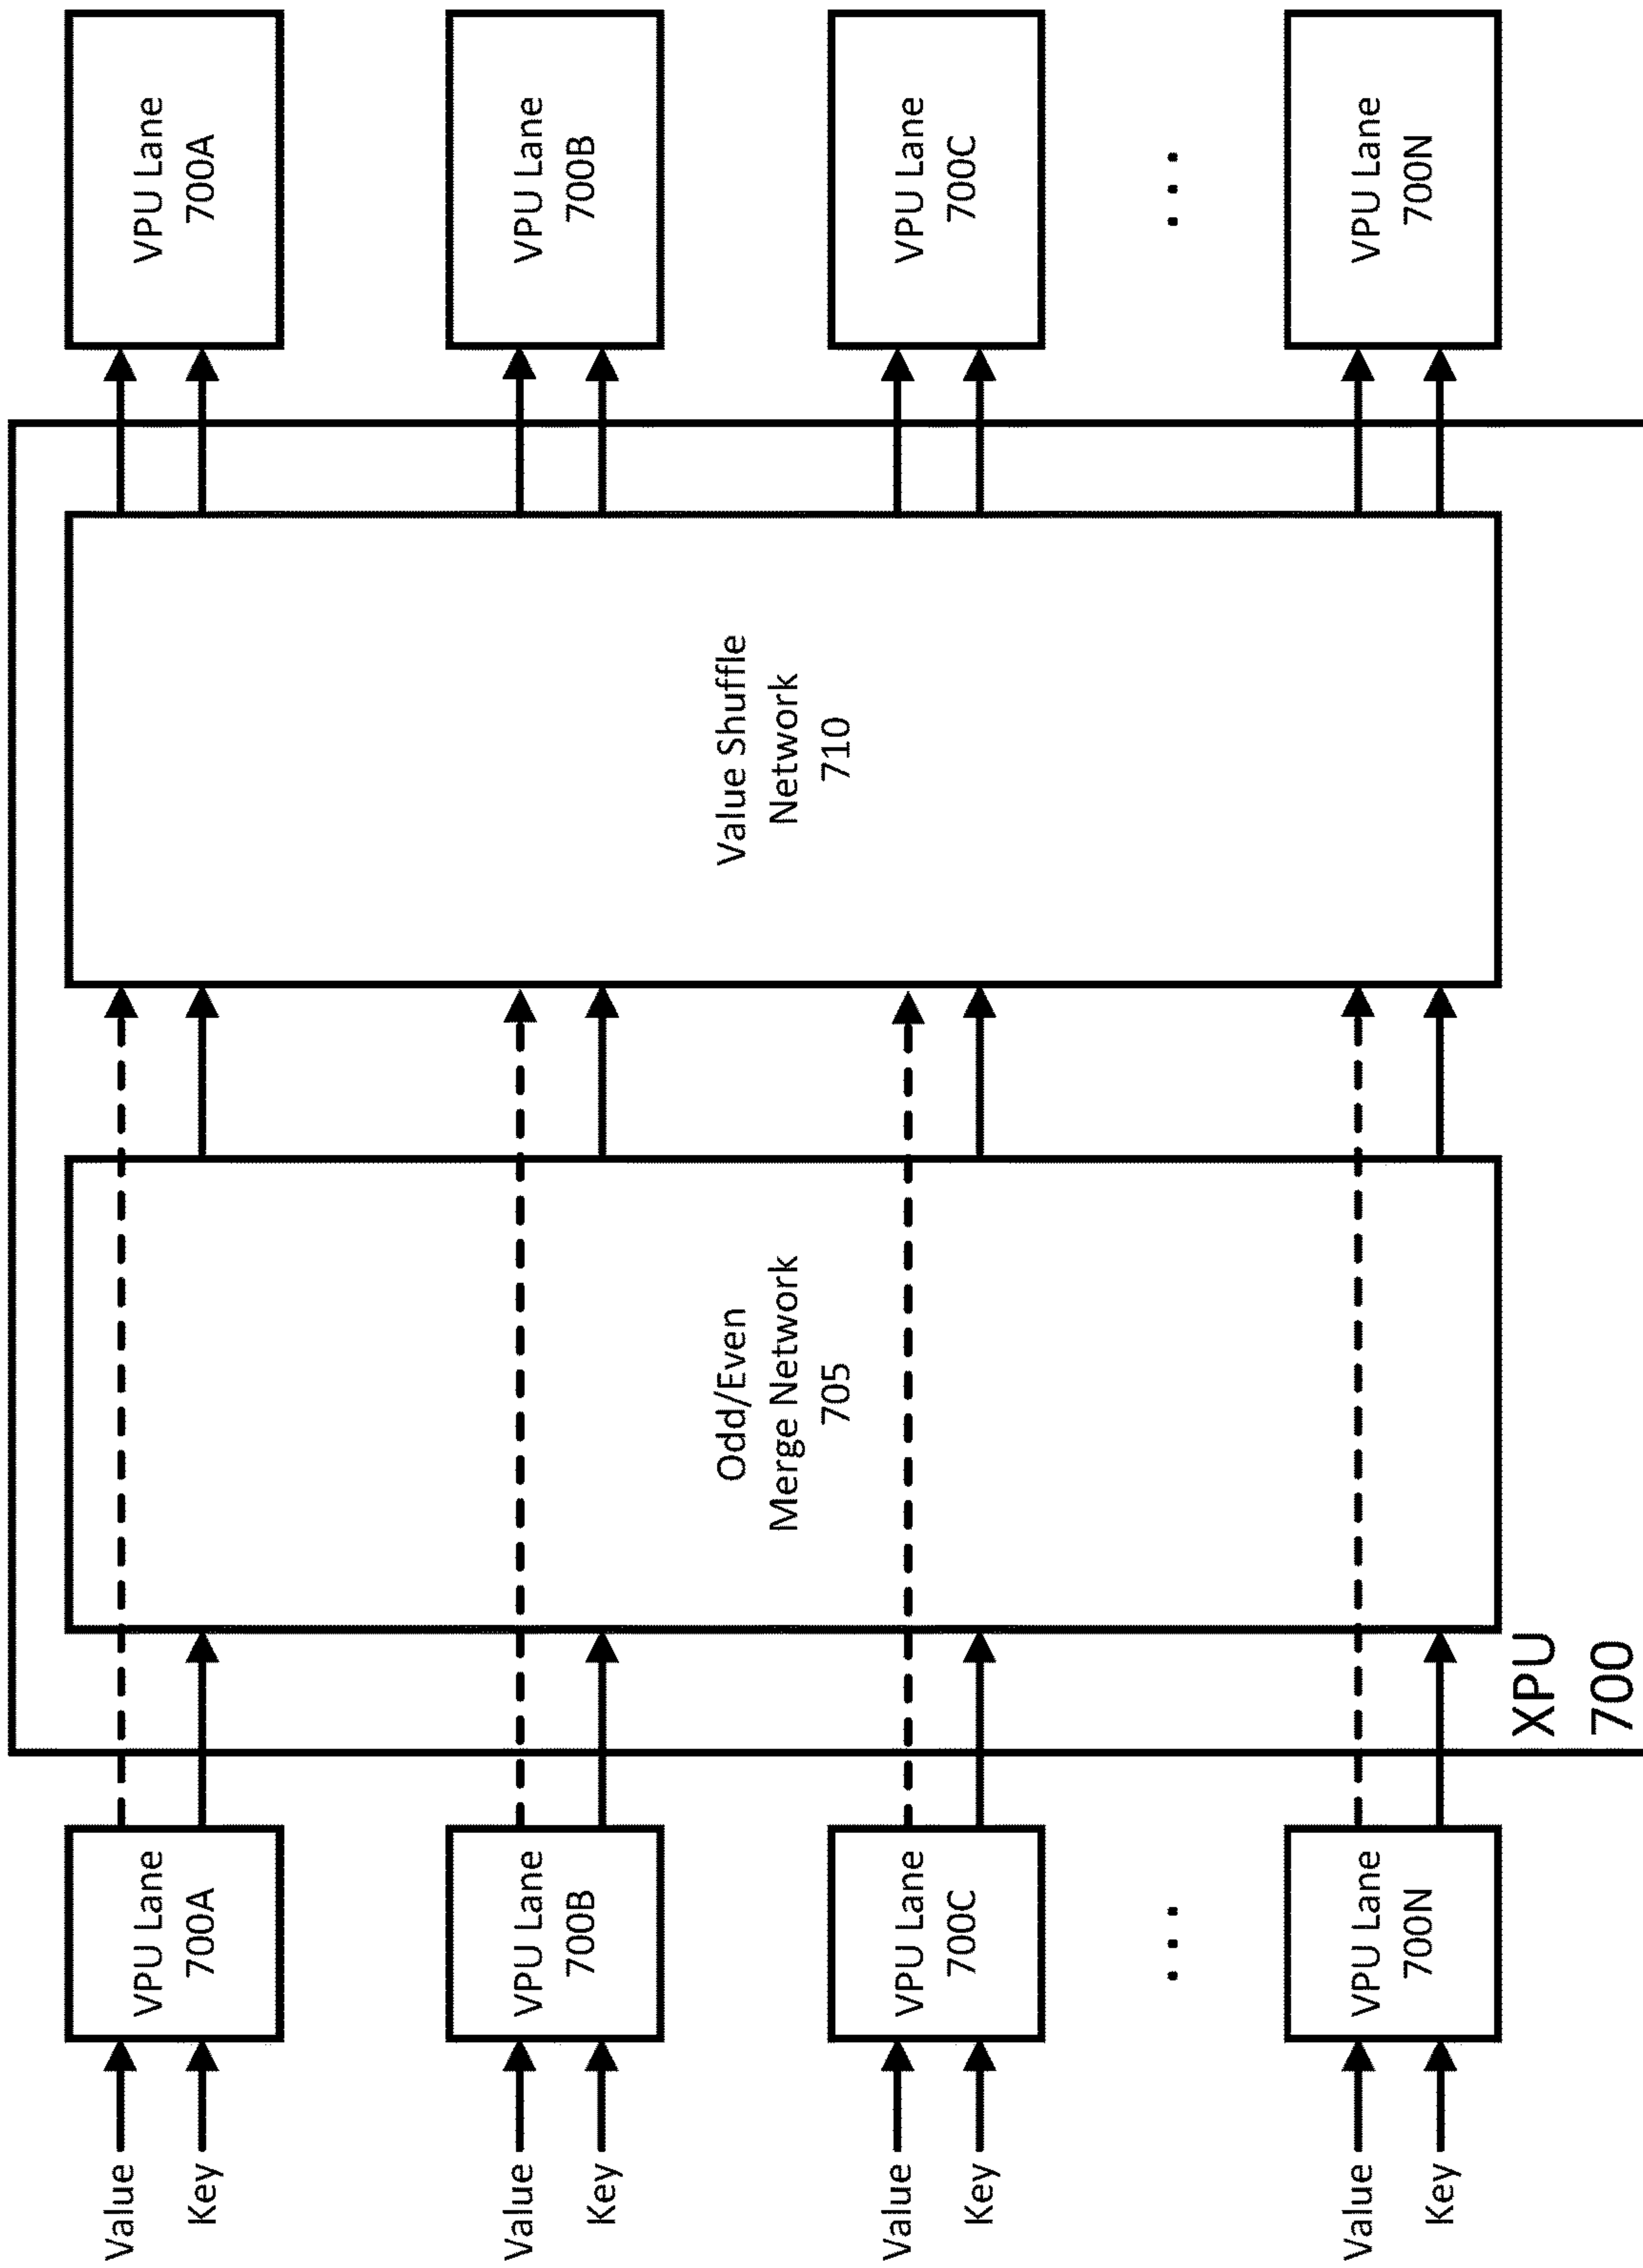 Value
Key
VPU Lane
700A
VPU Lane
700A
Value
Key
VPU Lane
700B
VPU Lane
700B
Value
Key
VPU Lane
700C
VPU Lane
700C
Odd/Even
Merge Network
705
Value Shuffle
Network
710
...
...
Value
Key
VPU Lane
700N
VPU Lane
700N
XPU
700